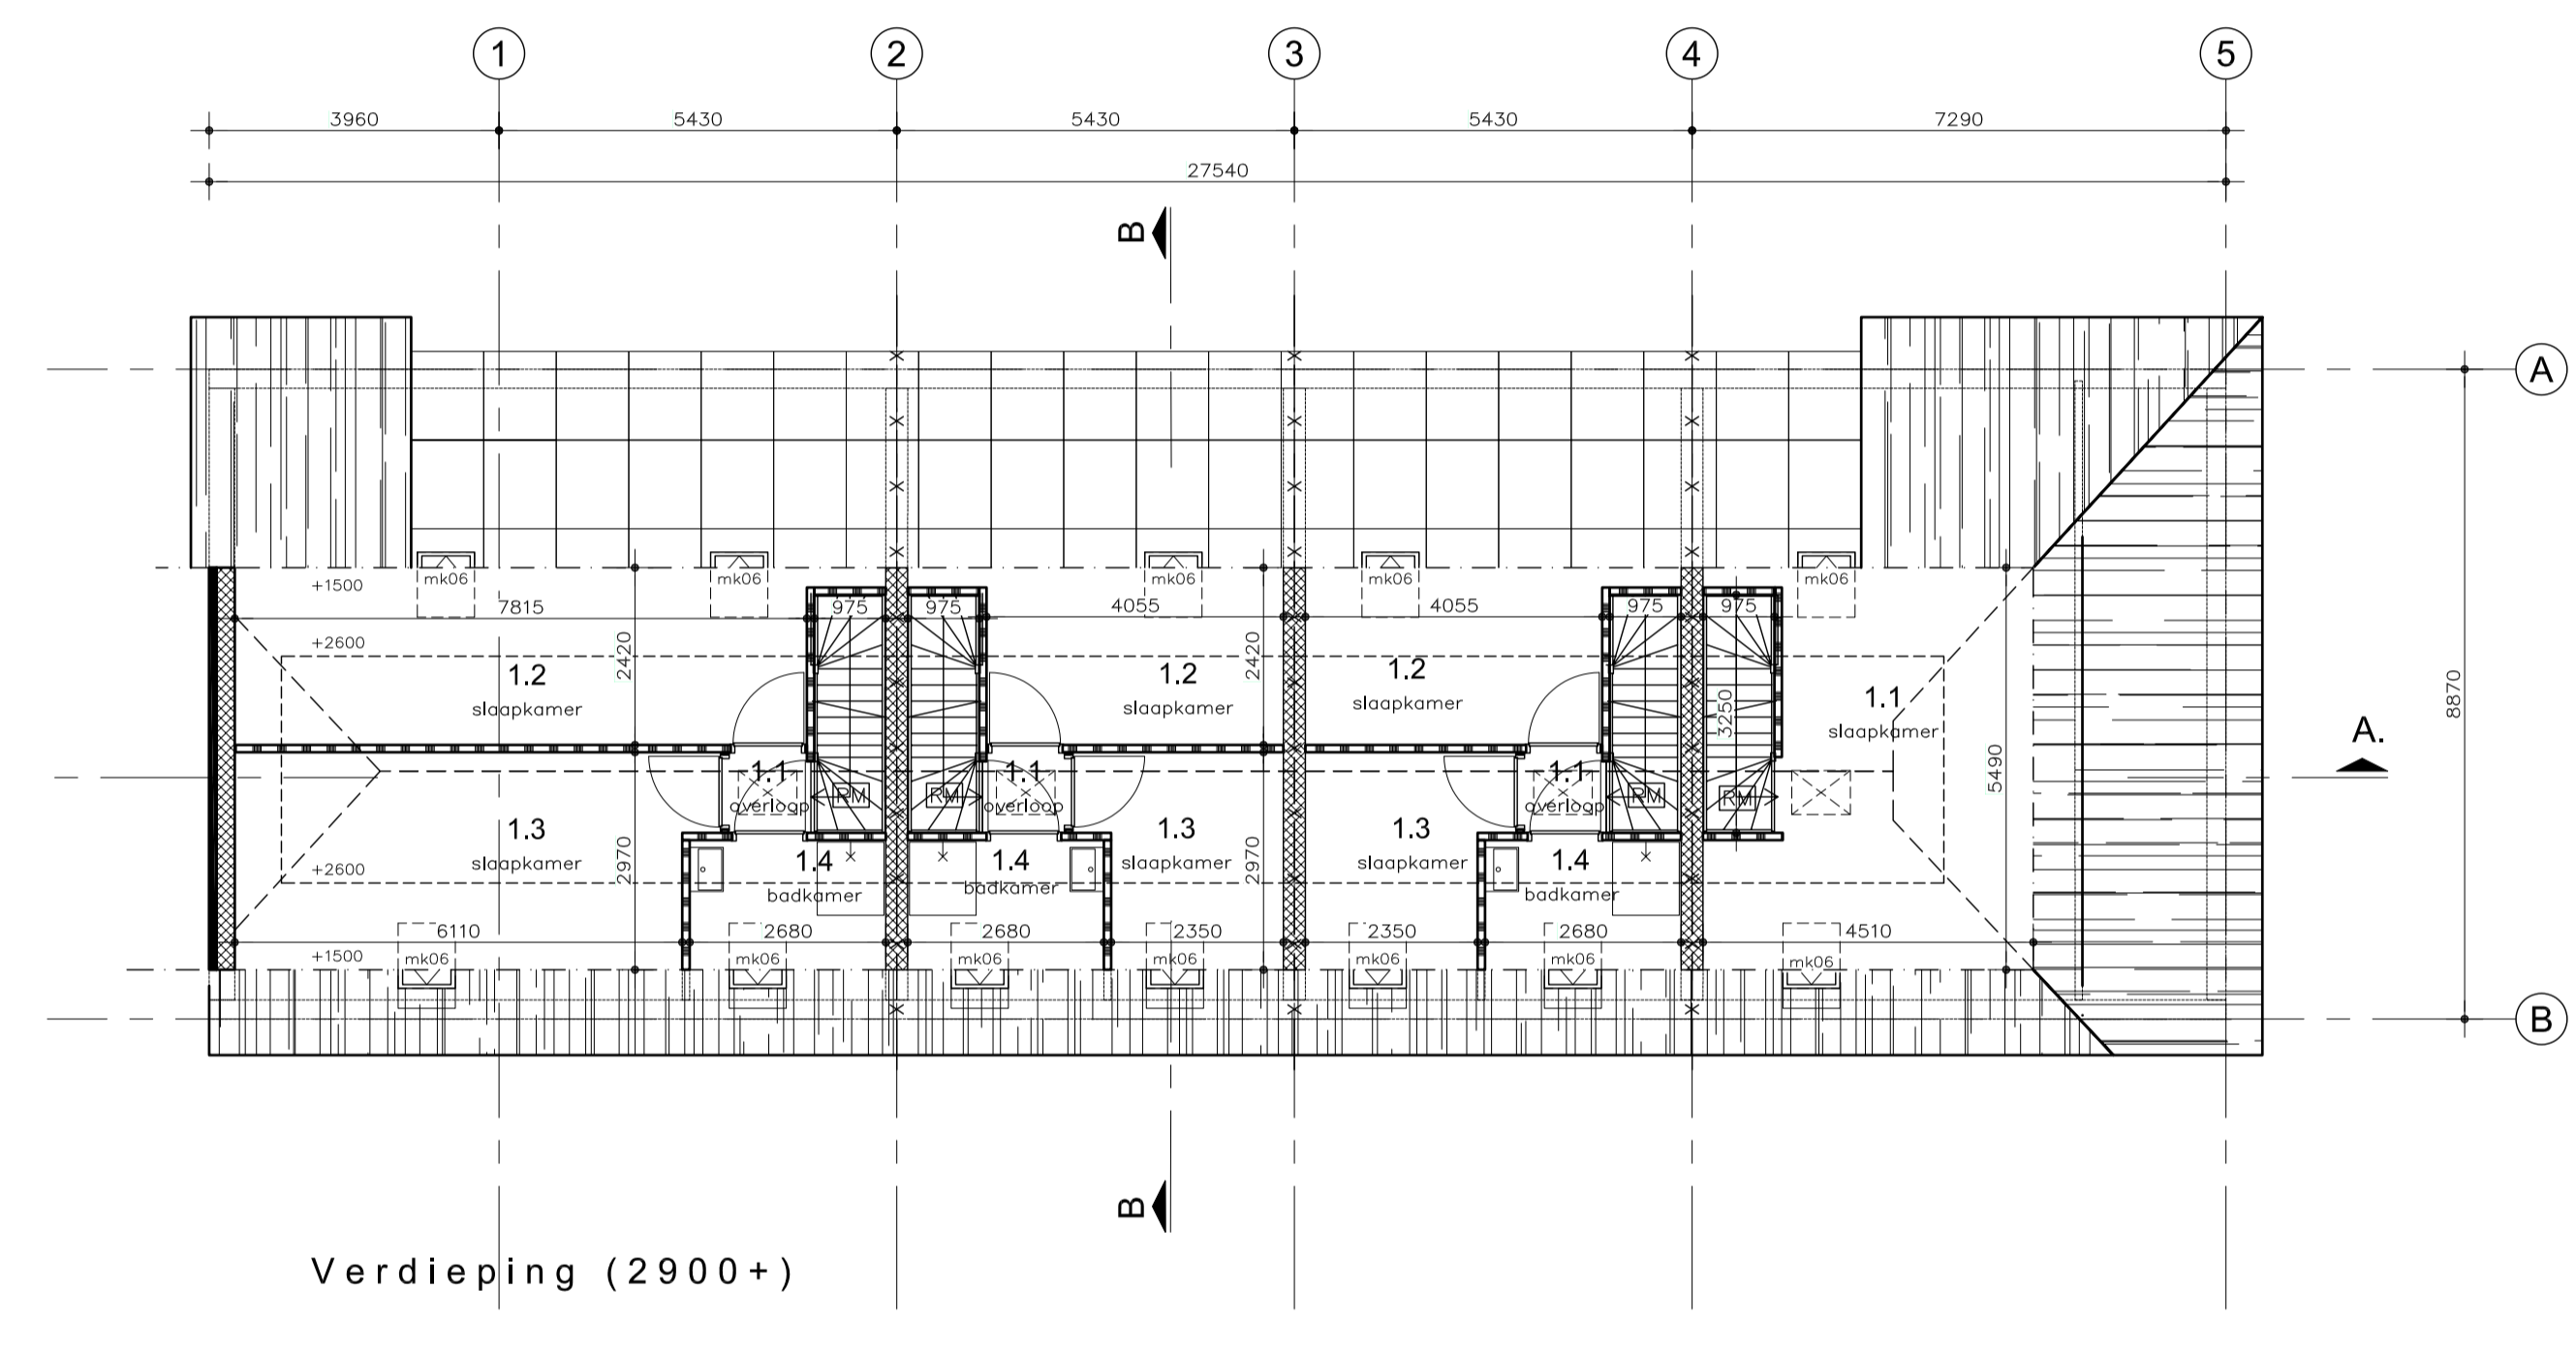 1 2 3 4 5
3960 5430 5430 5430 7290
27540
B
A
mk06 mk06 mk06 mk06 mk06
+1500
7815 975 975 4055 4055 975 975
+2600
2420 2420
1.2 1.2 1.2 1.1
slaapkamer slaapkamer slaapkamer slaapkamer
3250
8870
A.
5490
1.1 1.1 1.1
RM RM RM RM
overloop overloop overloop
1.3 1.3 1.3
slaapkamer slaapkamer slaapkamer
1.4 1.4 1.4
badkamer badkamer badkamer
+2600
2970 2970
6110 2680 2680 2350 2350 2680 4510
+1500
mk06 mk06 mk06 mk06 mk06 mk06 mk06
B
B
Verdieping (2900+)